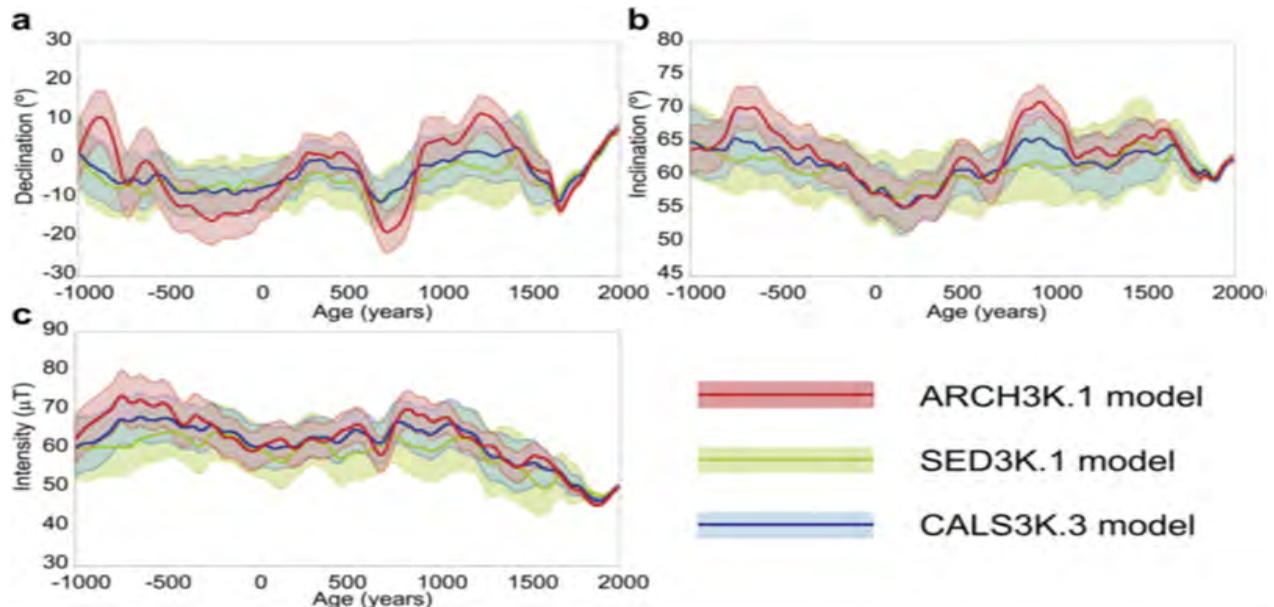 a
30
20
10
0
-10
-20
-30
Declination (º)
-1000 -500 0 500 1000 1500 2000
Age (years)
b
80
75
70
65
60
55
50
45
Inclination (º)
-1000 -500 0 500 1000 1500 2000
Age (years)
c
90
80
70
60
50
40
30
Intensity (µT)
-1000 -500 0 500 1000 1500 2000
Age (years)
ARCH3K.1 model
SED3K.1 model
CALS3K.3 model